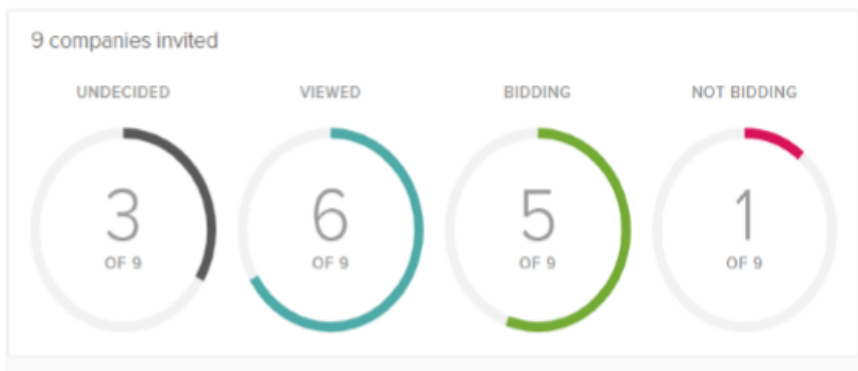 9 companies invited
UNDECIDED
VIEWED
BIDDING
NOT BIDDING
3
OF 9
6
OF 9
5
OF 9
1
OF 9